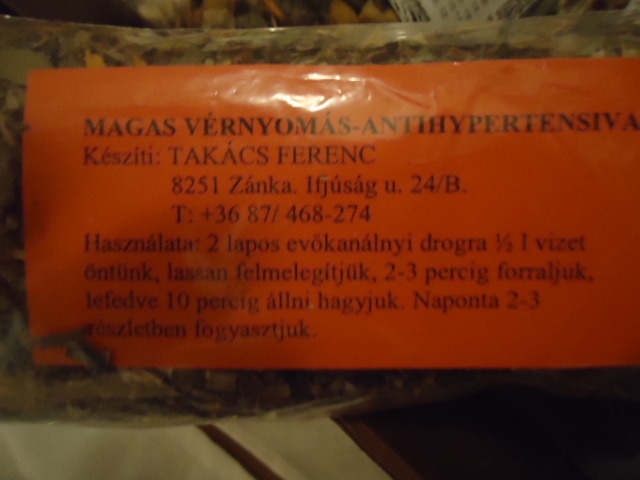 MAGAS VÉRNYOMÁS-ANTIHYPERTENSIVA
Készíti: TAKÁCS FERENC
8251 Zánka. Ifjúság u. 24/B.
T: +36 87/ 468-274
Használata: 2 lapos evőkanálnyi drogra ½ l vizet
öntünk, lassan felmelegítjük, 2-3 percig forraljuk,
lefedve 10 percig állni hagyjuk. Naponta 2-3
részletben fogyasztjuk.